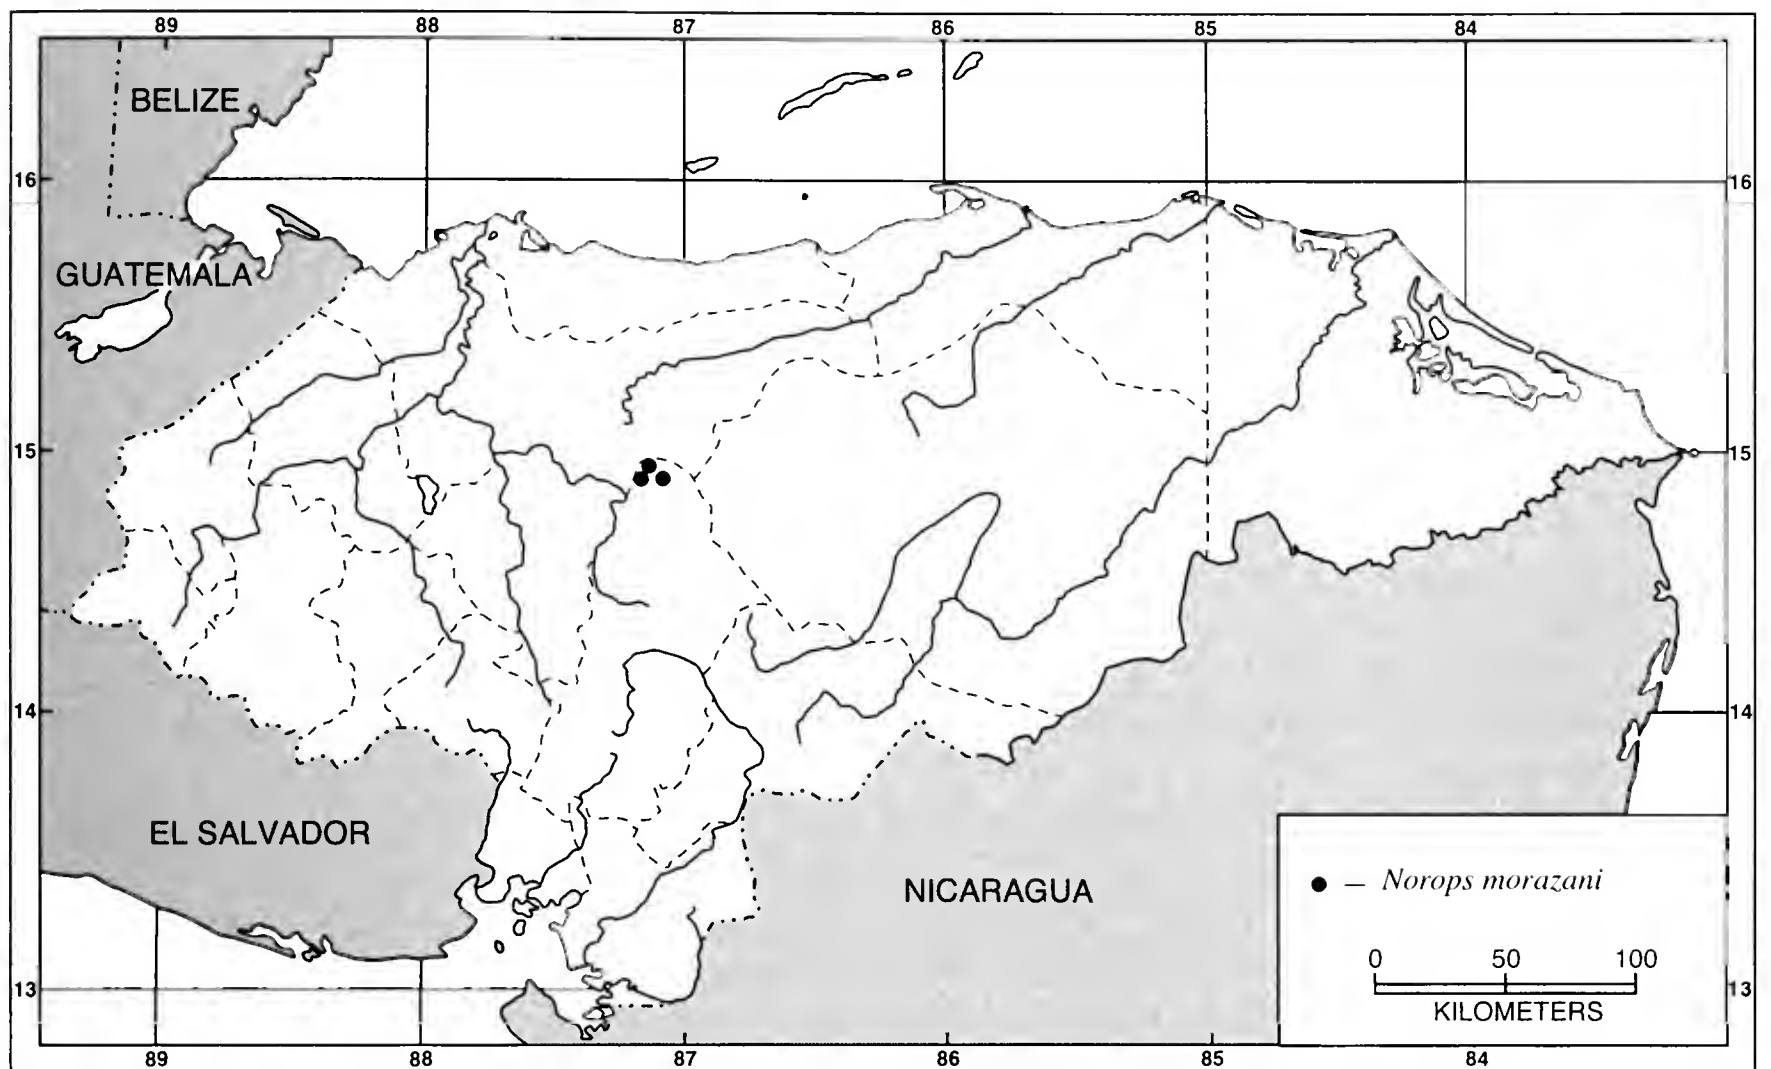 89 88 87 86 85 84
BELIZE
16 16
GUATEMALA
15 15
14 14
EL SALVADOR
NICARAGUA
● — Norops morazani
0 50 100
KILOMETERS
13 13
89 88 87 86 85 84